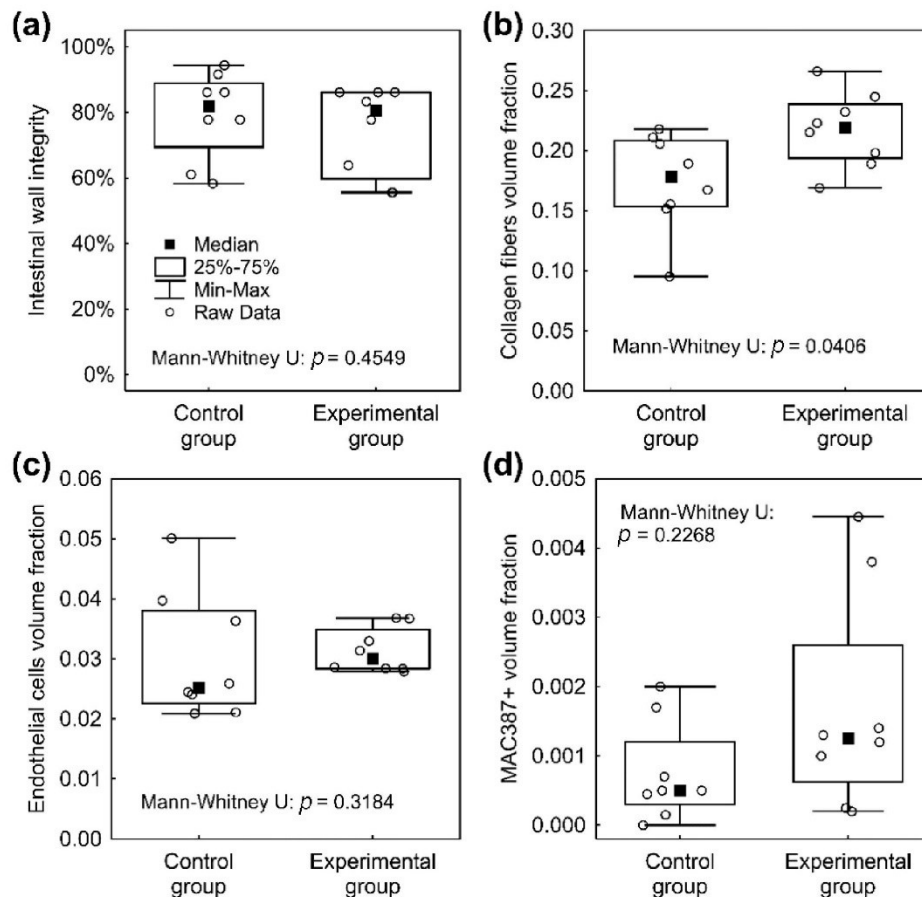 (a)
Intestinal wall integrity
100%
80%
60%
40%
20%
0%
Median
25%-75%
Min-Max
Raw Data
Mann-Whitney U: p = 0.4549
Control
group
Experimental
group
(b)
Collagen fibers volume fraction
0.30
0.25
0.20
0.15
0.10
0.05
0.00
Mann-Whitney U: p = 0.0406
Control
group
Experimental
group
(c)
Endothelial cells volume fraction
0.06
0.05
0.04
0.03
0.02
0.01
0.00
Mann-Whitney U: p = 0.3184
Control
group
Experimental
group
(d)
MAC387+ volume fraction
0.005
0.004
0.003
0.002
0.001
0.000
Mann-Whitney U:
p = 0.2268
Control
group
Experimental
group